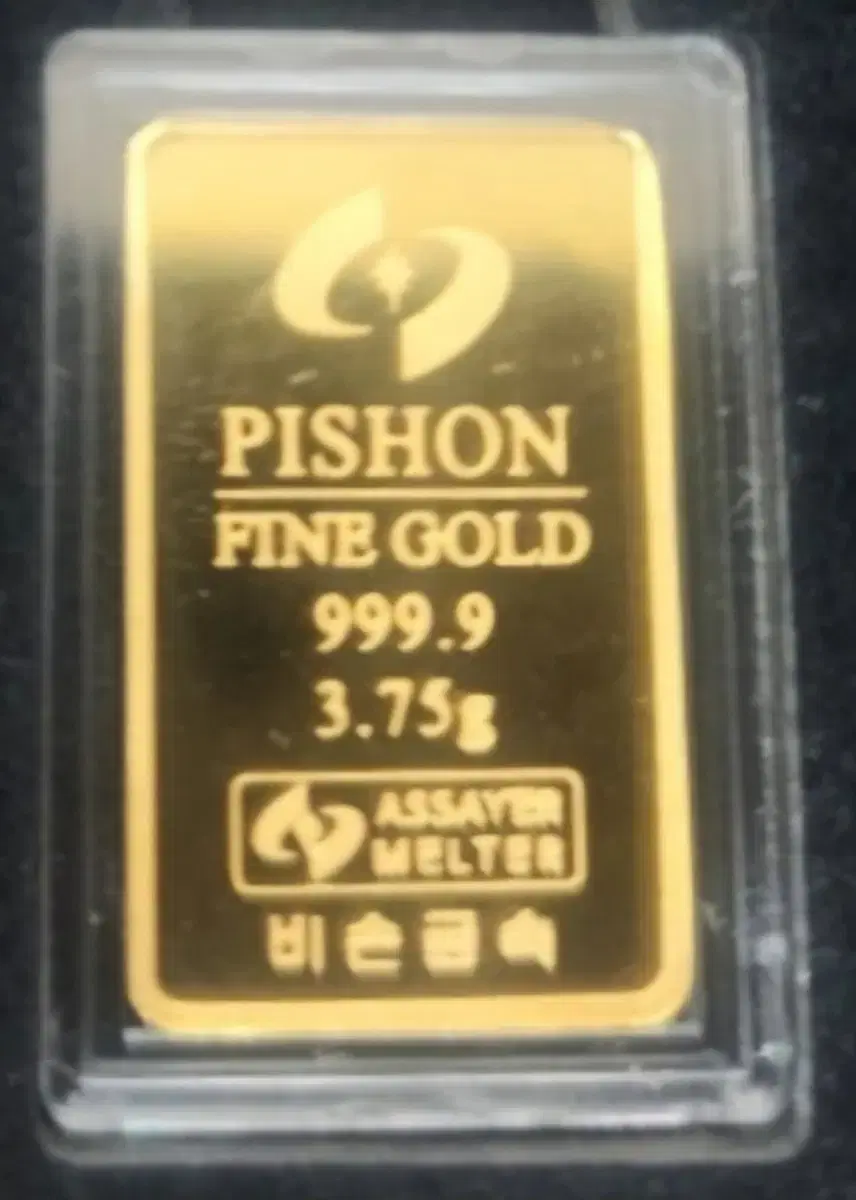 PISHON
FINE GOLD
999.9
3.75g
ASSAYER
MELTER
비손금속